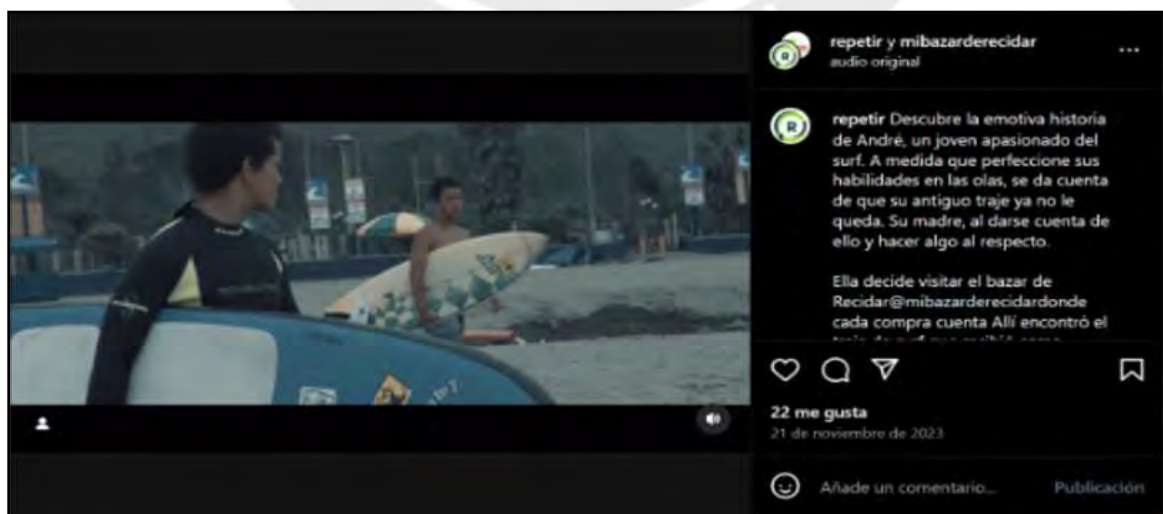 repetir y mibazarderecidar
audio original
repetir Descubre la emotiva historia
de André, un joven apasionado del
surf. A medida que perfeccione sus
habilidades en las olas, se da cuenta
de que su antiguo traje ya no le
queda. Su madre, al darse cuenta de
ello y hacer algo al respecto.
Ella decide visitar el bazar de
Recidar@mibazarderecidardonde
cada compra cuenta Allí encontró el
22 me gusta
21 de noviembre de 2023
Añade un comentario...
Publicación